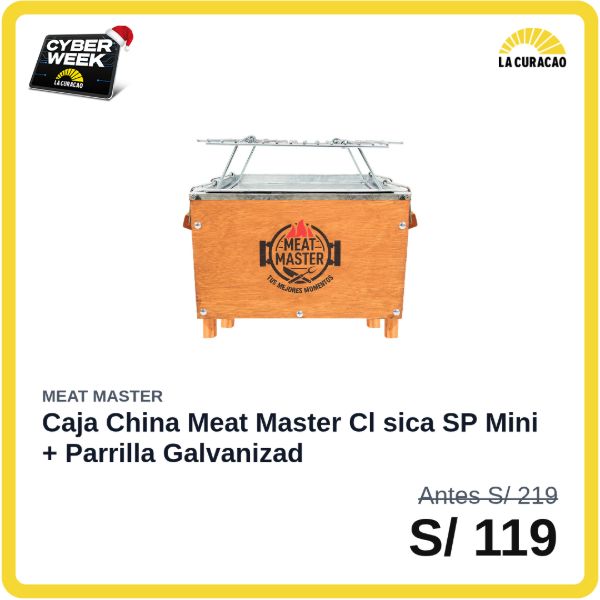 CYBER
WEEK
LA CURACAO
LA CURACAO
MEAT
MASTER
TUS MEJORES MOMENTOS
MEAT MASTER
Caja China Meat Master Cl sica SP Mini
+ Parrilla Galvanizad
Antes S/ 219
S/ 119